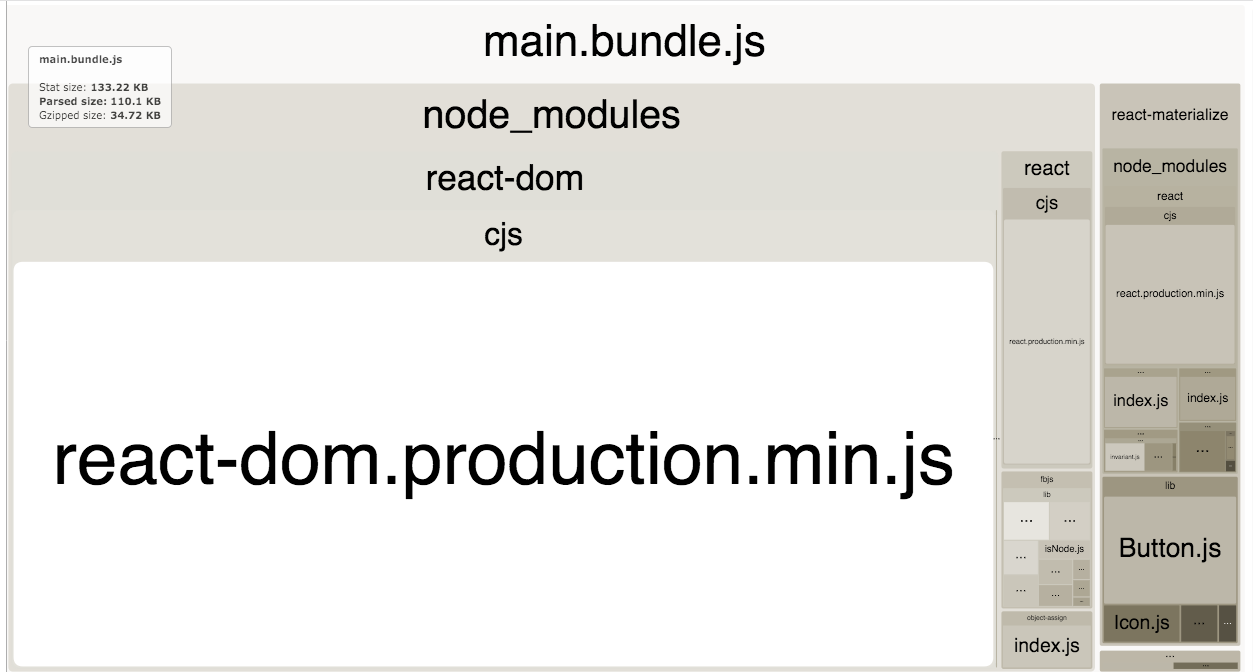 main.bundle.js
main.bundle.js
Stat size: 133.22 KB
Parsed size: 110.1 KB
Gzipped size: 34.72 KB
node_modules
react-dom
cjs
react-dom.production.min.js
...
react
cjs
react.production.min.js
fbjs
lib
... ...
... isNode.js
... ...
... ... ...
...
object-assign
index.js
react-materialize
node_modules
react
cjs
react.production.min.js
... ...
index.js index.js
... ...
...
invariant.js ... ...
lib
Button.js
Icon.js ... ...
...
...